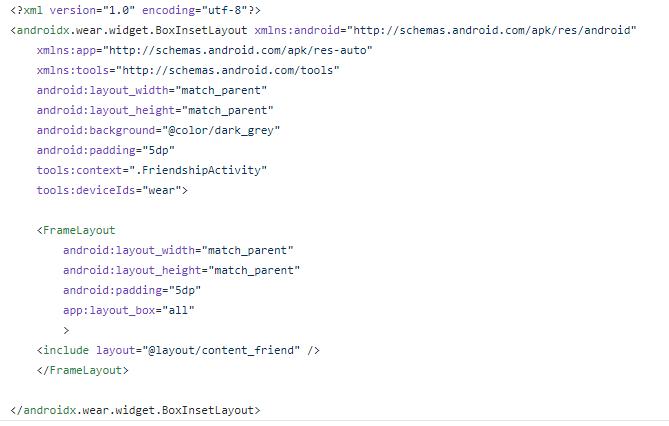 <?xml version="1.0" encoding="utf-8"?>
<androidx.wear.widget.BoxInsetLayout xmlns:android="http://schemas.android.com/apk/res/android"
    xmlns:app="http://schemas.android.com/apk/res-auto"
    xmlns:tools="http://schemas.android.com/tools"
    android:layout_width="match_parent"
    android:layout_height="match_parent"
    android:background="@color/dark_grey"
    android:padding="5dp"
    tools:context=".FriendshipActivity"
    tools:deviceIds="wear">

    <FrameLayout
        android:layout_width="match_parent"
        android:layout_height="match_parent"
        android:padding="5dp"
        app:layout_box="all"
        >
    <include layout="@layout/content_friend" />
    </FrameLayout>

</androidx.wear.widget.BoxInsetLayout>